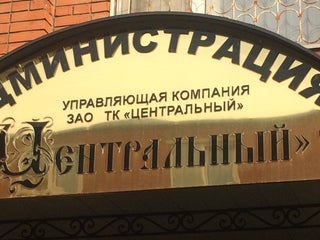 АДМИНИСТРАЦИЯ
УПРАВЛЯЮЩАЯ КОМПАНИЯ
ЗАО ТК «ЦЕНТРАЛЬНЫЙ»
Центральный»